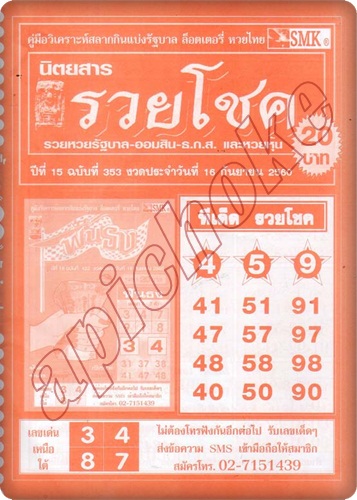 คู่มือวิเคราะห์สลากกินแบ่งรัฐบาล ล็อตเตอรี่ หวยไทย SMK®
นิตยสาร
รวยโชค
20 บาท
รวยหวยรัฐบาล-ออมสิน-ธ.ก.ส. และหวยหุ้น
ปีที่ 15 ฉบับที่ 353 งวดประจำวันที่ 16 กันยายน 2560
apichoke
ทีเด็ด รวยโชค
4 5 9
41 51 91
47 57 97
48 58 98
40 50 90
02-7151439
เลขเด่น
เหนือ
ใต้
3 4
8 7
ไม่ต้องโทรฟังกันอีกต่อไป รับเลขเด็ดๆ
ส่งข้อความ SMS เข้ามือถือให้สมาชิก
สมัครโทร. 02-7151439